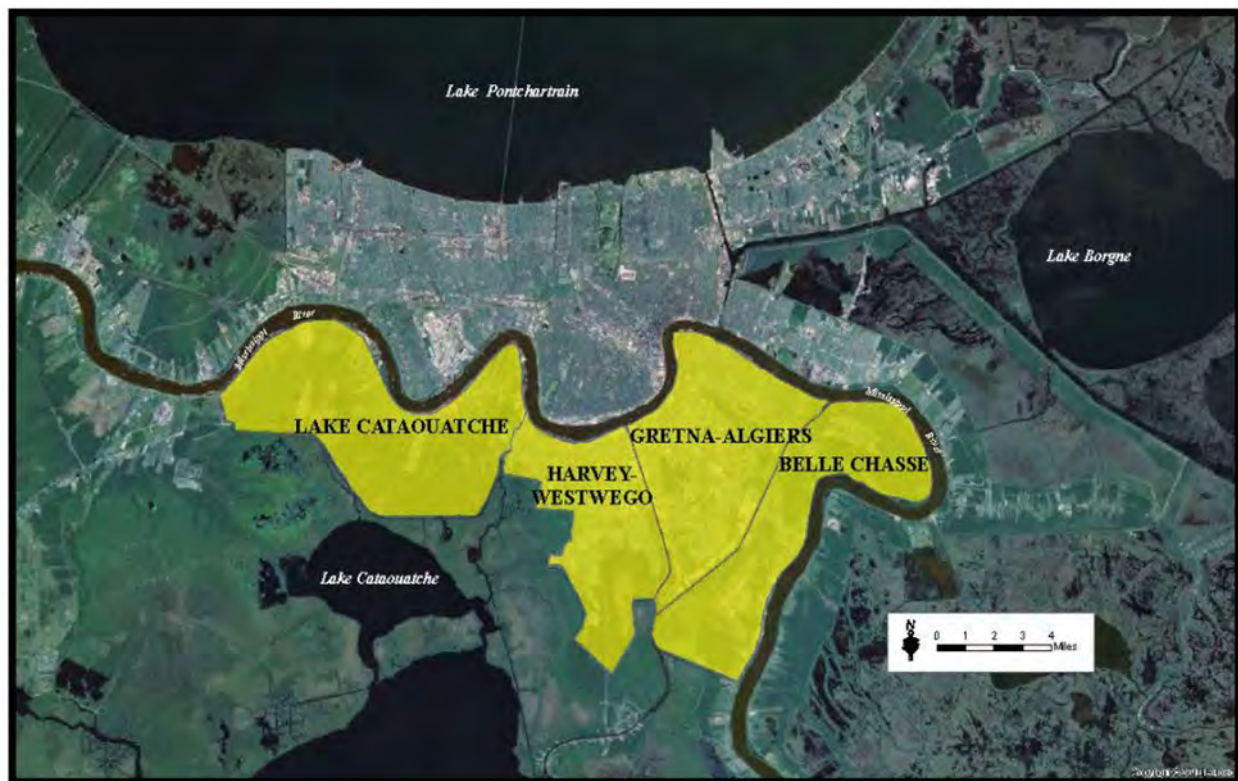 Lake Pontchartrain
Lake Borgne
Mississippi
River
LAKE CATAOUATCHE
GRETNA-ALGIERS
HARVEY-
WESTWEGO
BELLE CHASSE
Mississippi
River
Lake Cataouatche
N
0 1 2 3 4
Miles